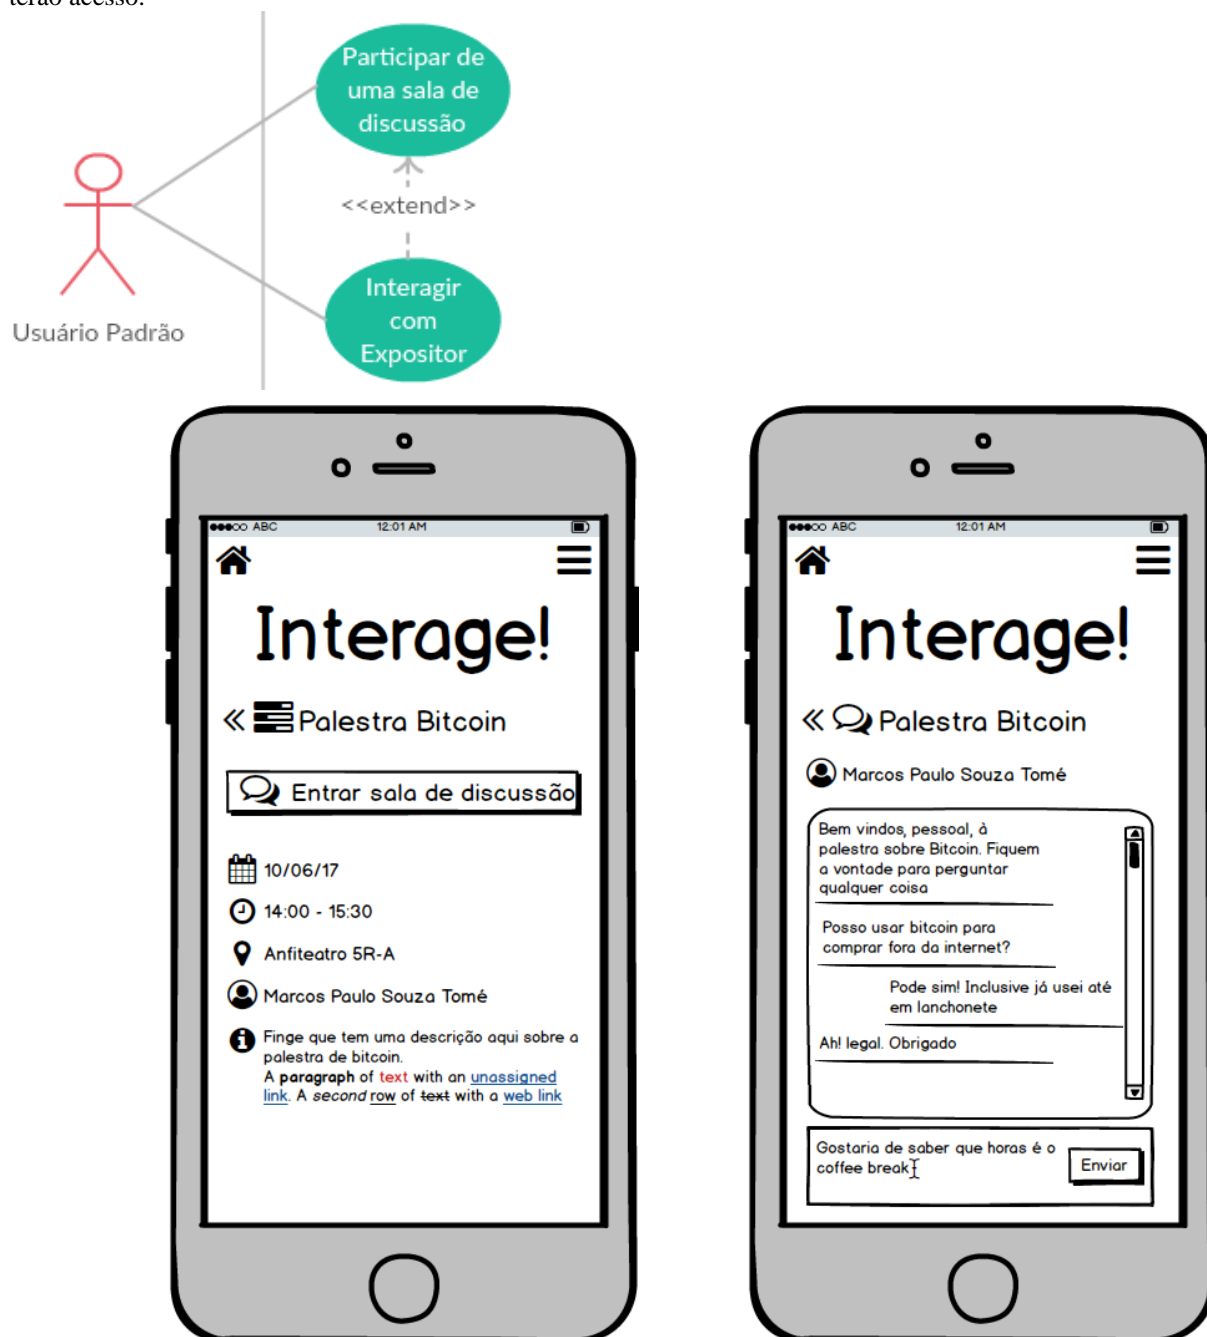 terão acesso.
Participar de
uma sala de
discussão
<<extend>>
Interagir
com
Expositor
Usuário Padrão
ABC 12:01 AM
Interage!
Palestra Bitcoin
Entrar sala de discussão
10/06/17
14:00 - 15:30
Anfiteatro 5R-A
Marcos Paulo Souza Tomé
Finge que tem uma descrição aqui sobre a
palestra de bitcoin.
A paragraph of text with an unassigned
link. A second row of text with a web link
ABC 12:01 AM
Interage!
Palestra Bitcoin
Marcos Paulo Souza Tomé
Bem vindos, pessoal, à
palestra sobre Bitcoin. Fiquem
a vontade para perguntar
qualquer coisa
Posso usar bitcoin para
comprar fora da internet?
Pode sim! Inclusive já usei até
em lanchonete
Ah! legal. Obrigado
Gostaria de saber que horas é o
coffee break
Enviar